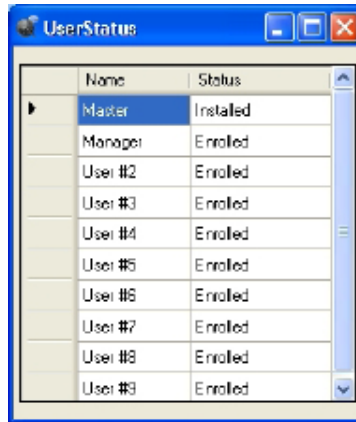 UserStatus
Name Status
Master Installed
Manager Enrolled
User #2 Enrolled
User #3 Enrolled
User #4 Enrolled
User #5 Enrolled
User #6 Enrolled
User #7 Enrolled
User #8 Enrolled
User #9 Enrolled